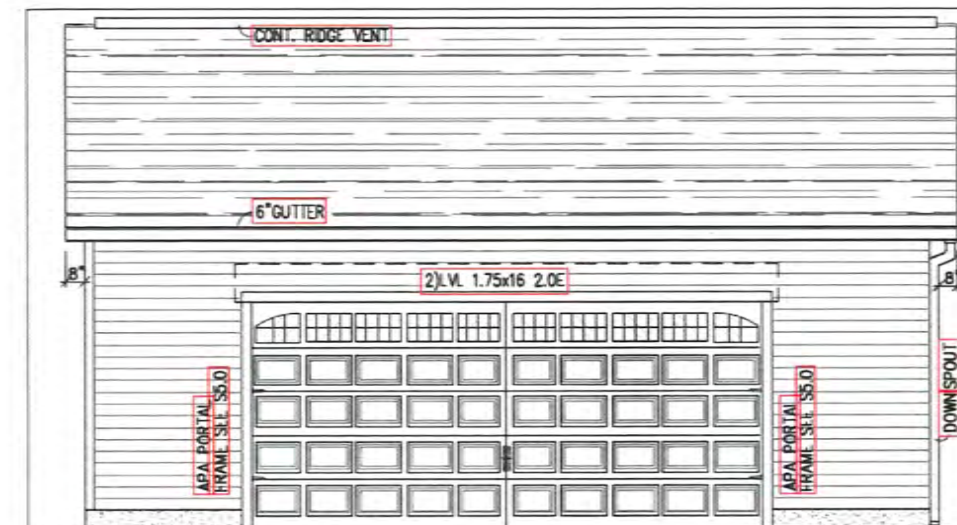 CONT. RIDGE VENT
6"GUTTER
8"
2)LVL 1.75x16 2.0E
8"
APA PORTAL
FRAME SEE S5.0
APA PORTAL
FRAME SEE S5.0
DOWNSPOUT